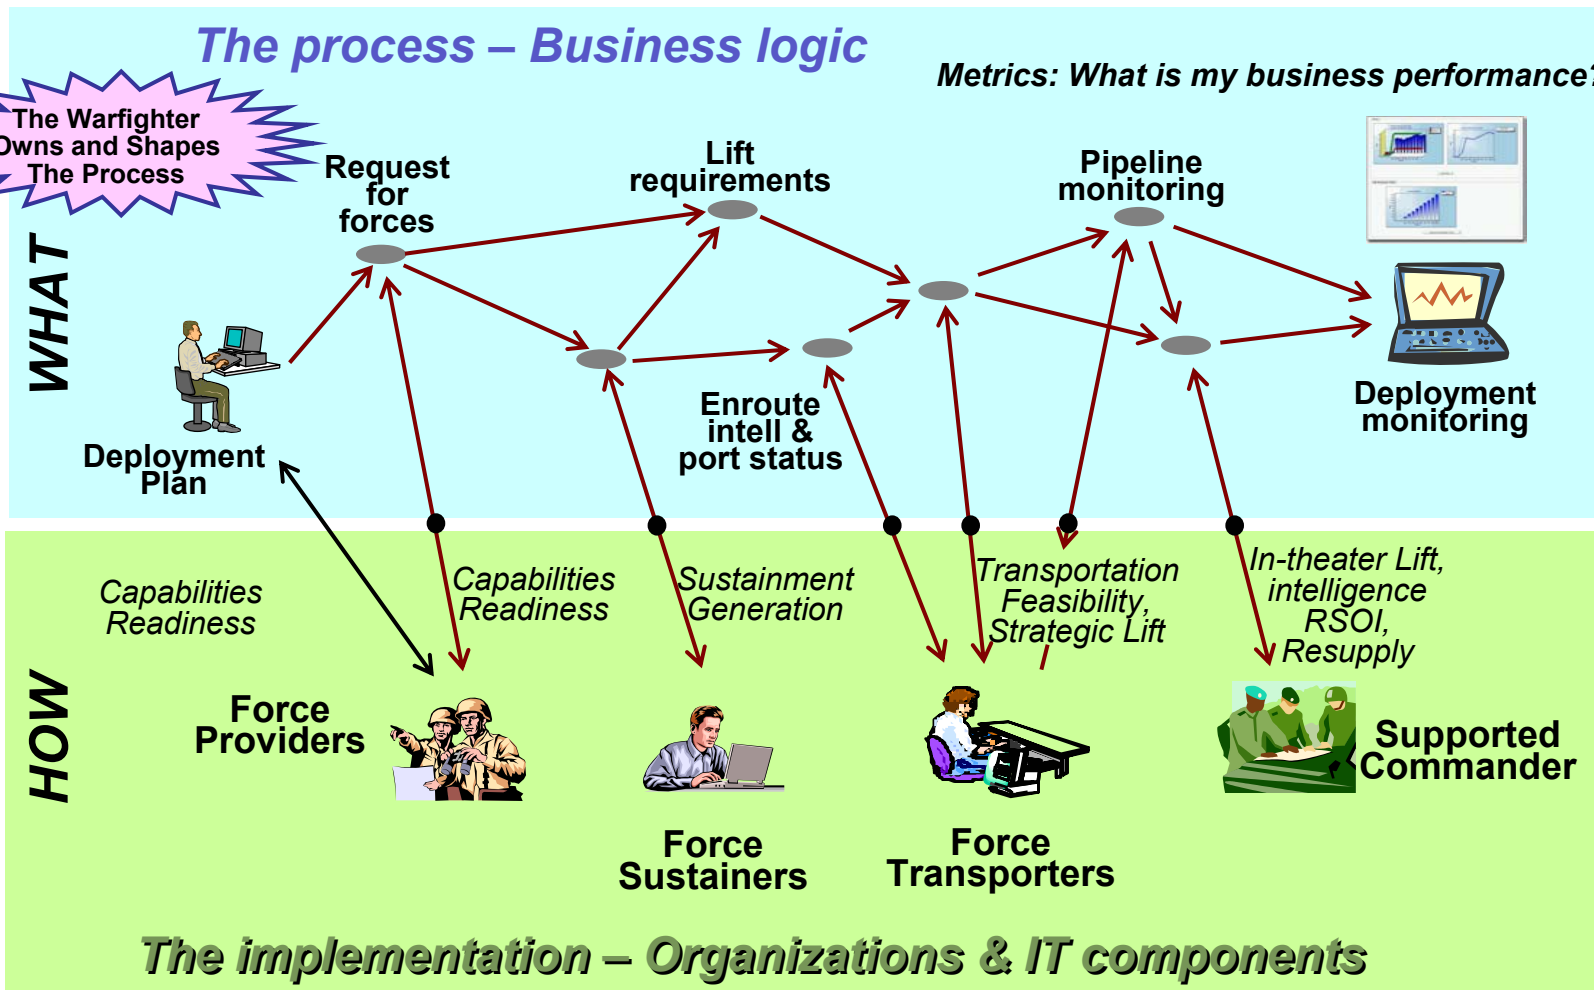 The process – Business logic
Metrics: What is my business performance?
The Warfighter
Owns and Shapes
The Process
Request
for
forces
Lift
requirements
Pipeline
monitoring
WHAT
Deployment
Plan
Enroute
intell &
port status
Deployment
monitoring
Capabilities
Readiness
Capabilities
Readiness
Sustainment
Generation
Transportation
Feasibility,
Strategic Lift
In-theater Lift,
intelligence
RSOI,
Resupply
HOW
Force
Providers
Force
Sustainers
Force
Transporters
Supported
Commander
The implementation – Organizations & IT components